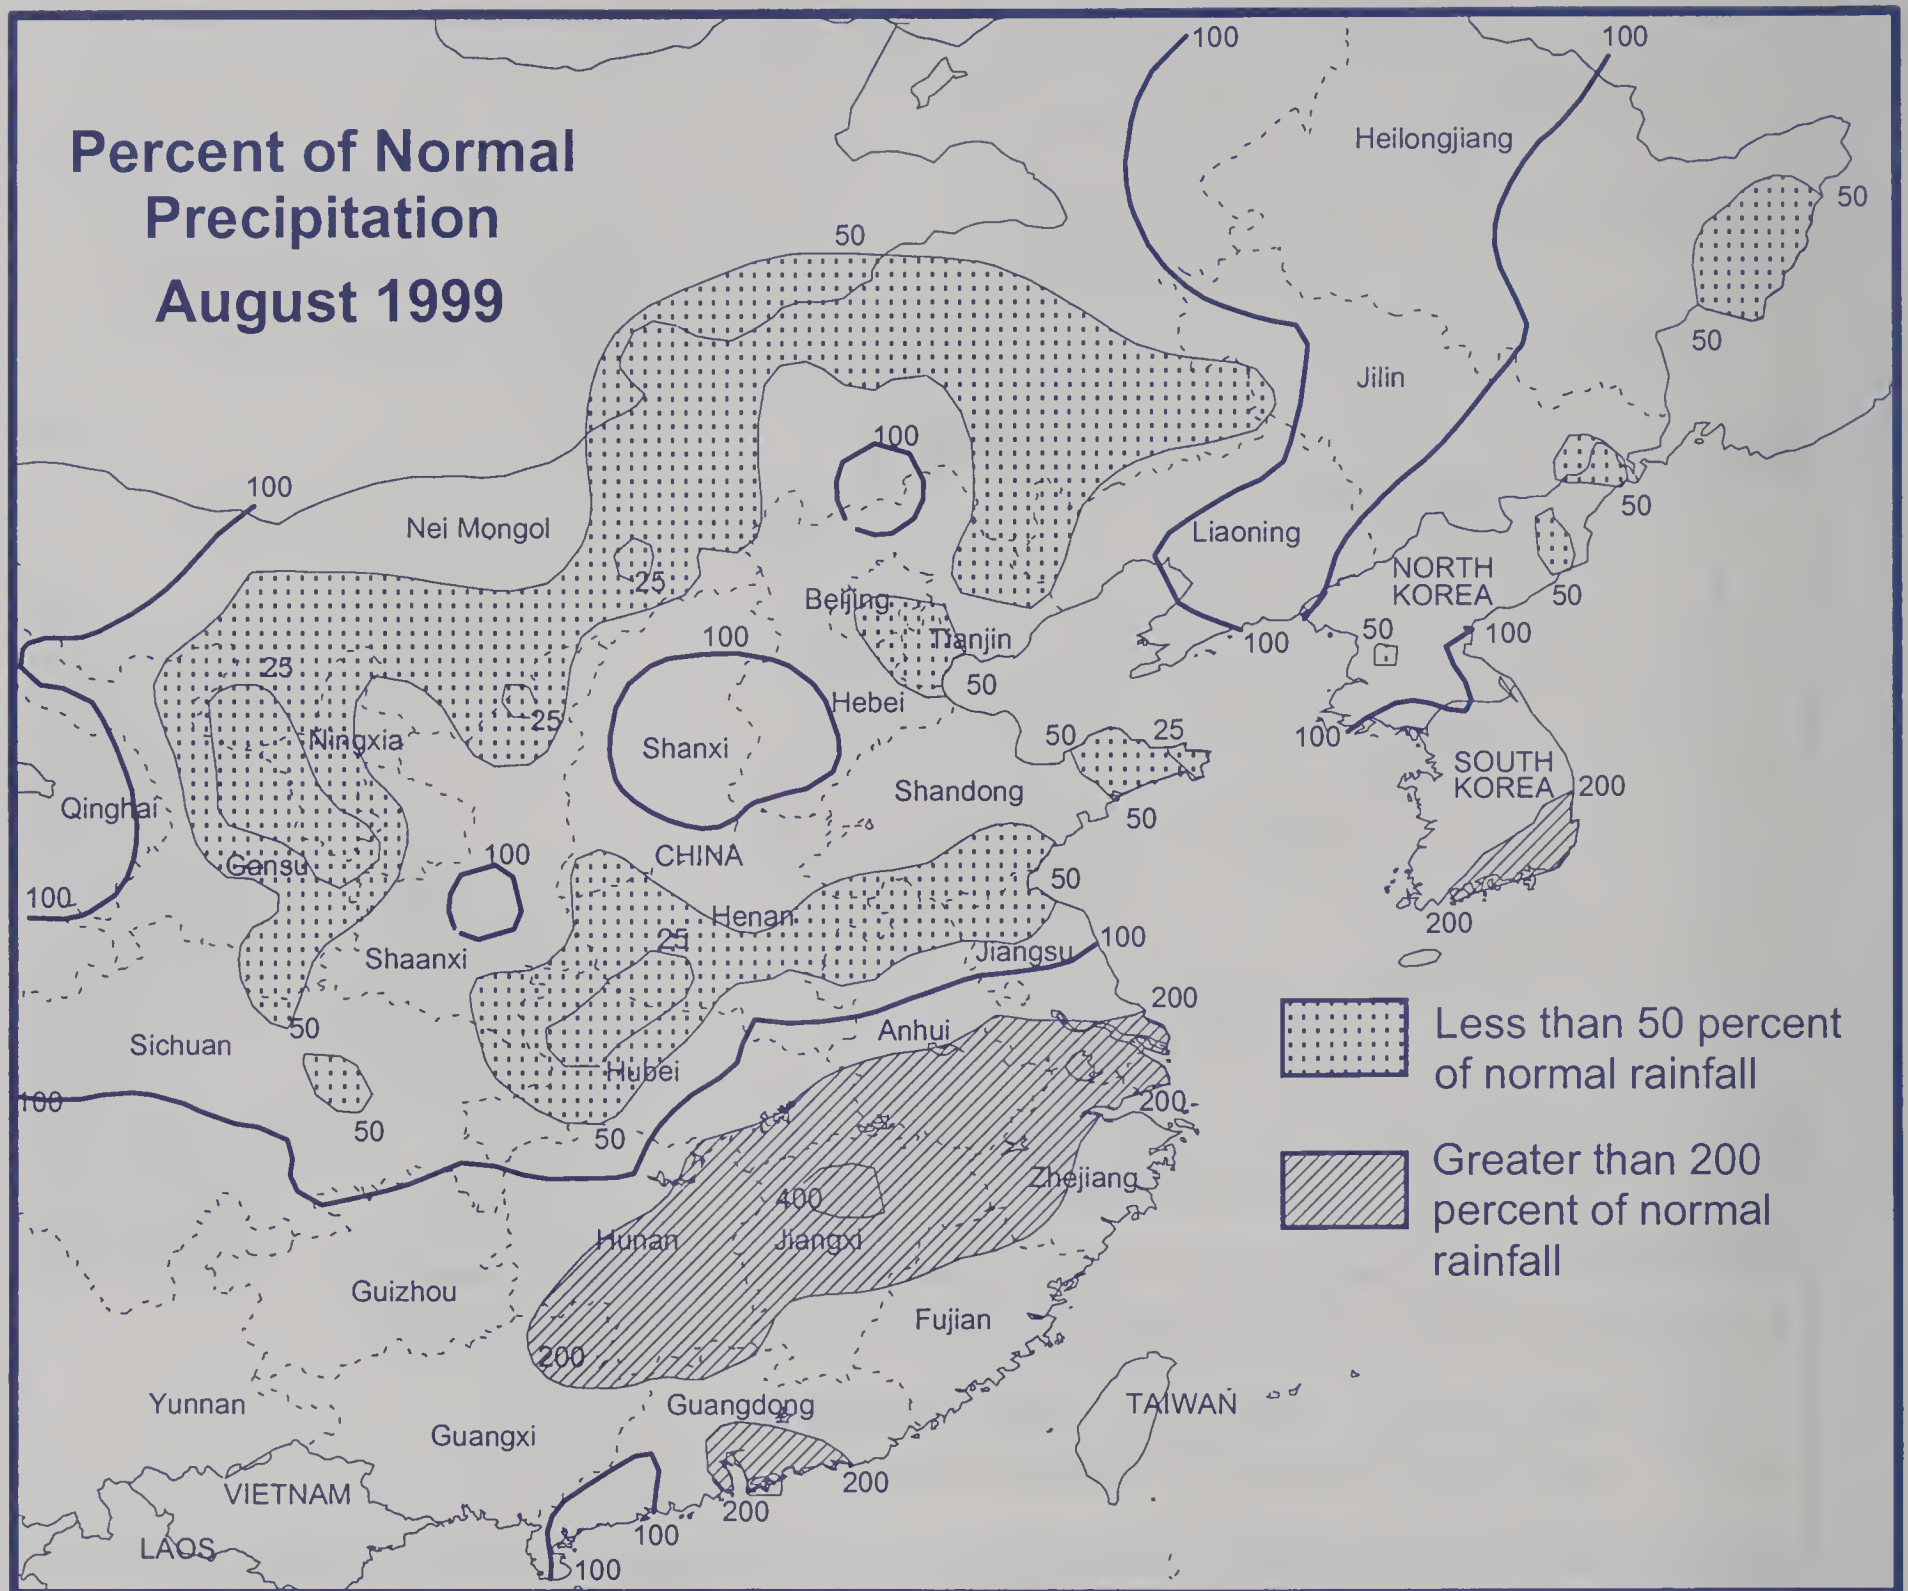 Percent of Normal
Precipitation
August 1999
100
100
Heilongjiang
50
50
50
Jilin
100
100
Nei Mongol
Liaoning
50
25
NORTH
KOREA
50
Beijing
100
Tianjin
50
100
100
25
50
Hebei
25
Ningxia
Shanxi
50
25
100
SOUTH
KOREA
200
Qinghai
Shandong
50
CHINA
100
Gansu
50
100
Henan
200
25
Shaanxi
Jiangsu
100
200
50
Anhui
Sichuan
Hubei
100
200
50
50
Less than 50 percent
of normal rainfall
Greater than 200
percent of normal
rainfall
Zhejiang
400
Hunan
Jiangxi
Guizhou
Fujian
200
Yunnan
Guangdong
TAIWAN
Guangxi
VIETNAM
200
200
100
LAOS
100